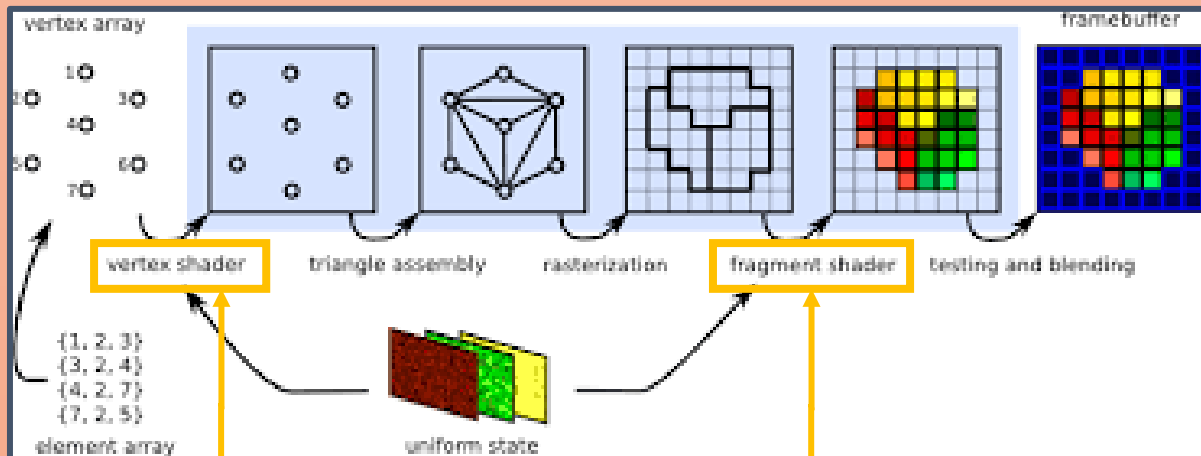 vertex array
framebuffer
1
2
3
4
5
6
7
vertex shader
triangle assembly
rasterization
fragment shader
testing and blending
{1, 2, 3}
{3, 2, 4}
{4, 2, 7}
{7, 2, 5}
element array
uniform state